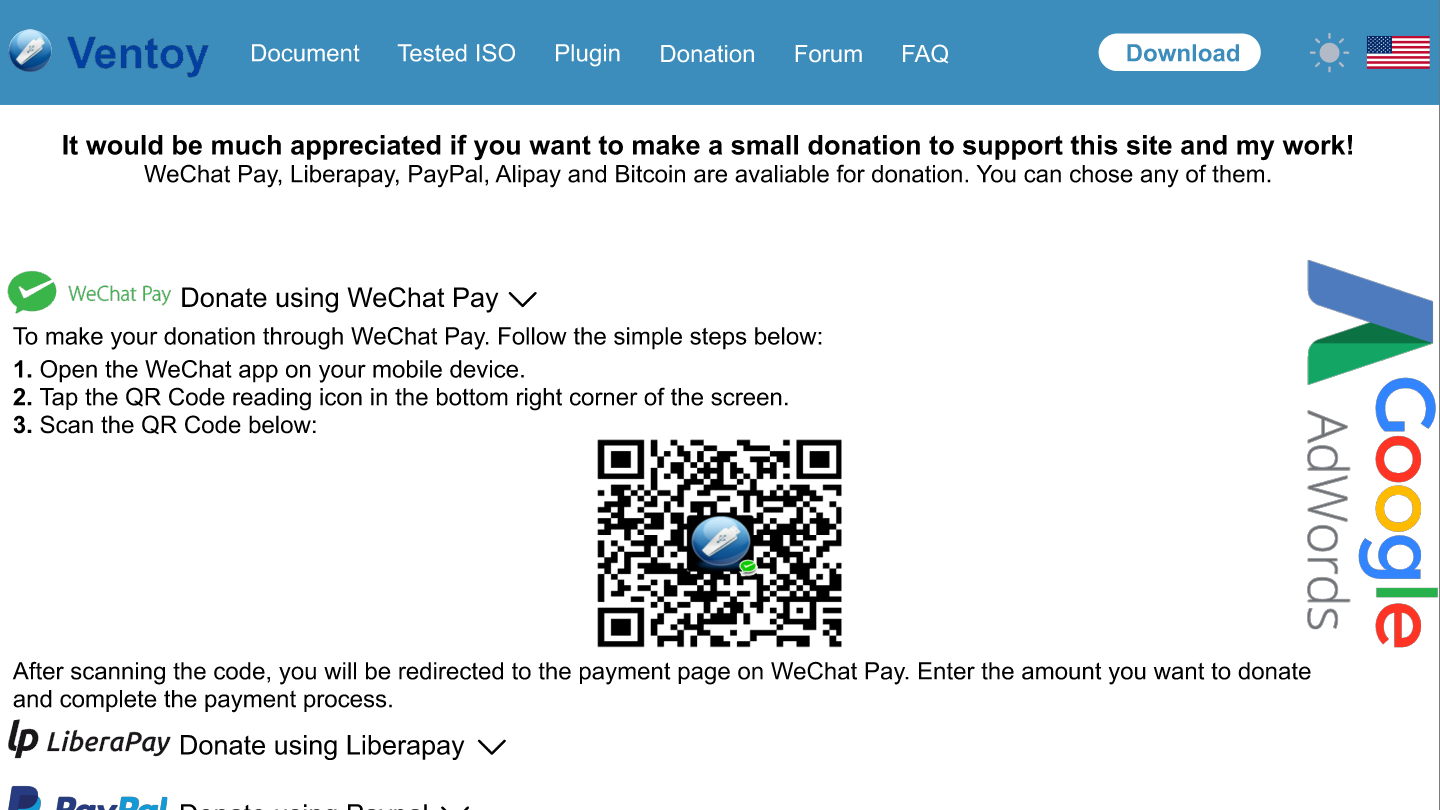 Ventoy
Document
Tested ISO
Plugin
Donation
Forum
FAQ
Download
It would be much appreciated if you want to make a small donation to support this site and my work!
WeChat Pay, Liberapay, PayPal, Alipay and Bitcoin are avaliable for donation. You can chose any of them.
WeChat Pay Donate using WeChat Pay
To make your donation through WeChat Pay. Follow the simple steps below:
1. Open the WeChat app on your mobile device.
2. Tap the QR Code reading icon in the bottom right corner of the screen.
3. Scan the QR Code below:
Google
AdWords
After scanning the code, you will be redirected to the payment page on WeChat Pay. Enter the amount you want to donate
and complete the payment process.
lp LiberaPay Donate using Liberapay
PayPal Donate using Paypal